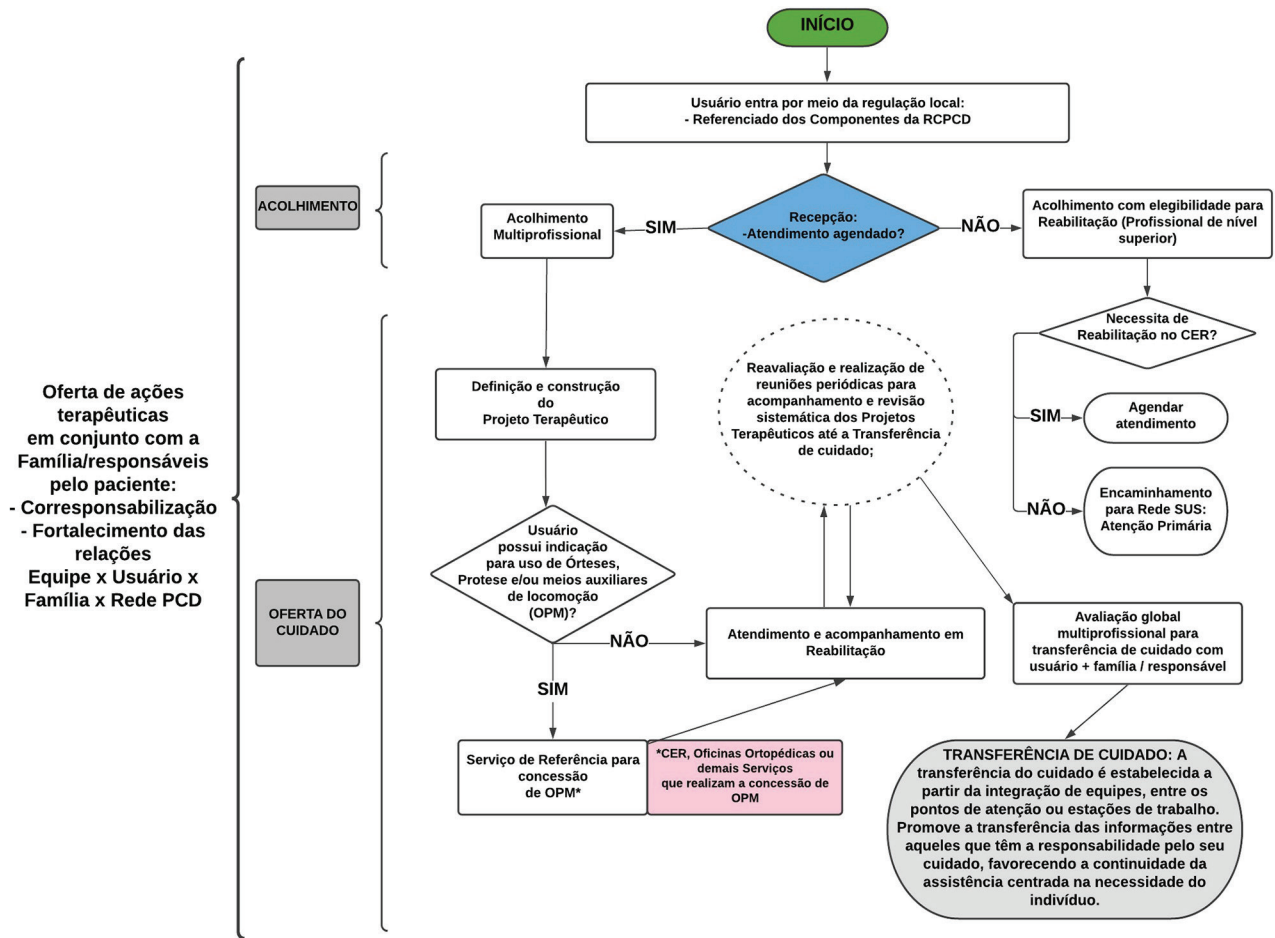 INÍCIO
Usuário entra por meio da regulação local:
- Referenciado dos Componentes da RCPCD
ACOLHIMENTO
Acolhimento
Multiprofissional
SIM
Recepção:
-Atendimento agendado?
NÃO
Acolhimento com elegibilidade para
Reabilitação (Profissional de nível
superior)
Necessita de
Reabilitação no CER?
SIM
Agendar
atendimento
NÃO
Encaminhamento
para Rede SUS:
Atenção Primária
Oferta de ações
terapêuticas
em conjunto com a
Família/responsáveis
pelo paciente:
- Corresponsabilização
- Fortalecimento das
relações
Equipe x Usuário x
Família x Rede PCD
OFERTA DO
CUIDADO
Definição e construção
do
Projeto Terapêutico
Usuário
possui indicação
para uso de Órteses,
Protese e/ou meios auxiliares
de locomoção
(OPM)?
NÃO
SIM
Reavaliação e realização de
reuniões periódicas para
acompanhamento e revisão
sistemática dos Projetos
Terapêuticos até a Transferência
de cuidado;
Atendimento e acompanhamento em
Reabilitação
Serviço de Referência para
concessão
de OPM*
*CER, Oficinas Ortopédicas ou
demais Serviços
que realizam a concessão de
OPM
Avaliação global
multiprofissional para
transferência de cuidado com
usuário + família / responsável
TRANSFERÊNCIA DE CUIDADO: A
transferência do cuidado é estabelecida a
partir da integração de equipes, entre os
pontos de atenção ou estações de trabalho.
Promove a transferência das informações entre
aqueles que têm a responsabilidade pelo seu
cuidado, favorecendo a continuidade da
assistência centrada na necessidade do
indivíduo.